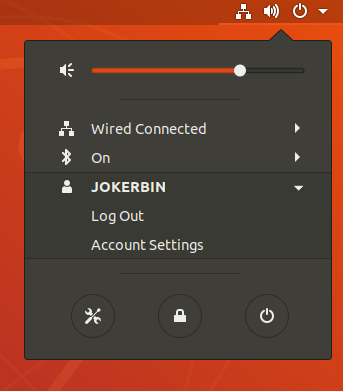 Wired Connected
On
JOKERBIN
Log Out
Account Settings